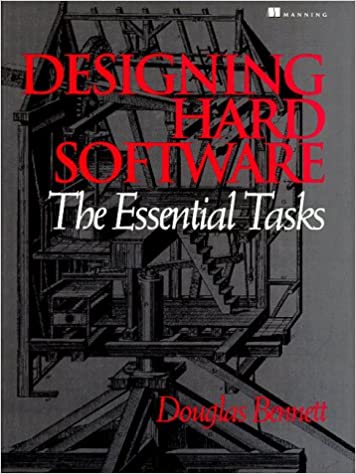 MANNING
DESIGNING
HARD
SOFTWARE
The Essential Tasks
Douglas Bennett